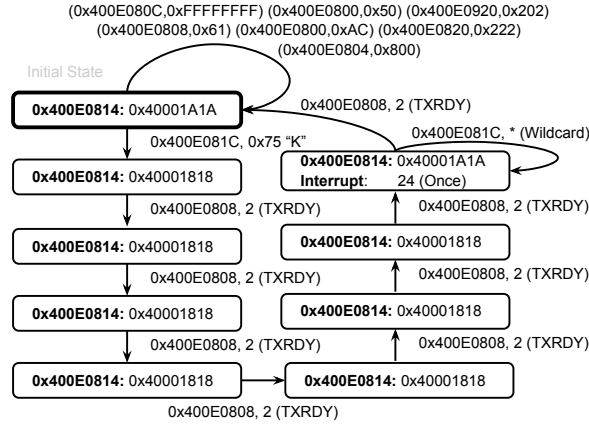 (0x400E080C,0xFFFFFFFF) (0x400E0800,0x50) (0x400E0920,0x202)
(0x400E0808,0x61) (0x400E0800,0xAC) (0x400E0820,0x222)
(0x400E0804,0x800)
Initial State
0x400E0814: 0x40001A1A
0x400E0808, 2 (TXRDY)
0x400E081C, * (Wildcard)
0x400E081C, 0x75 “K”
0x400E0814: 0x40001A1A
Interrupt: 24 (Once)
0x400E0814: 0x40001818
0x400E0808, 2 (TXRDY)
0x400E0808, 2 (TXRDY)
0x400E0814: 0x40001818
0x400E0814: 0x40001818
0x400E0808, 2 (TXRDY)
0x400E0808, 2 (TXRDY)
0x400E0814: 0x40001818
0x400E0814: 0x40001818
0x400E0808, 2 (TXRDY)
0x400E0808, 2 (TXRDY)
0x400E0814: 0x40001818
0x400E0814: 0x40001818
0x400E0808, 2 (TXRDY)